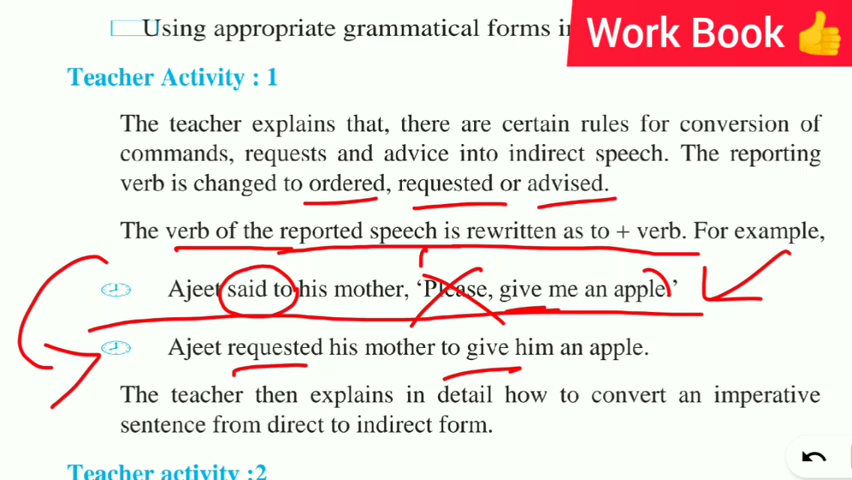 Using appropriate grammatical forms
Work Book
Teacher Activity : 1
The teacher explains that, there are certain rules for conversion of
commands, requests and advice into indirect speech. The reporting
verb is changed to ordered, requested or advised.
The verb of the reported speech is rewritten as to + verb. For example,
Ajeet said to his mother, ‘Please, give me an apple.’
Ajeet requested his mother to give him an apple.
The teacher then explains in detail how to convert an imperative
sentence from direct to indirect form.
Teacher activity :2